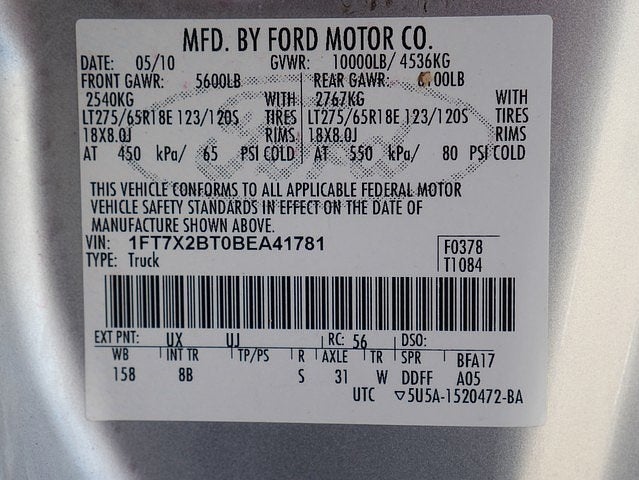 MFD. BY FORD MOTOR CO.
DATE: 05/10 GVWR: 10000LB/ 4536KG
FRONT GAWR: 5600LB REAR GAWR: 6100LB
2540KG WITH 2767KG WITH
LT275/65R18E 123/120S TIRES LT275/65R18E 123/120S TIRES
18X8.0J RIMS 18X8.0J RIMS
AT 450 kPa/ 65 PSI COLD AT 550 kPa/ 80 PSI COLD
Ford
THIS VEHICLE CONFORMS TO ALL APPLICABLE FEDERAL MOTOR
VEHICLE SAFETY STANDARDS IN EFFECT ON THE DATE OF
MANUFACTURE SHOWN ABOVE.
VIN: 1FT7X2BT0BEA41781 F0378
TYPE: Truck T1084
EXT PNT: UX UJ RC: 56 DSO:
WB INT TR TP/PS R AXLE TR SPR BFA17
158 8B S 31 W DDFF A05
UTC ▽5U5A-1520472-BA